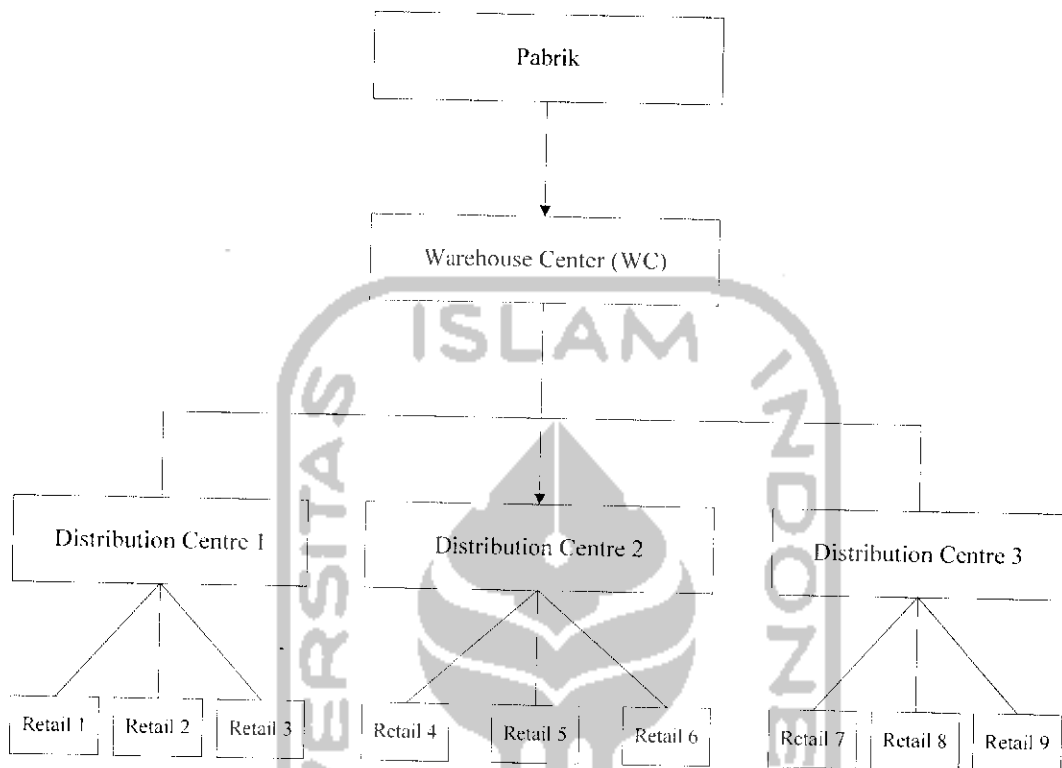 Pabrik
Warehouse Center (WC)
ISLAM
Distribution Centre 1
Distribution Centre 2
Distribution Centre 3
Retail 1
Retail 2
Retail 3
Retail 4
Retail 5
Retail 6
Retail 7
Retail 8
Retail 9